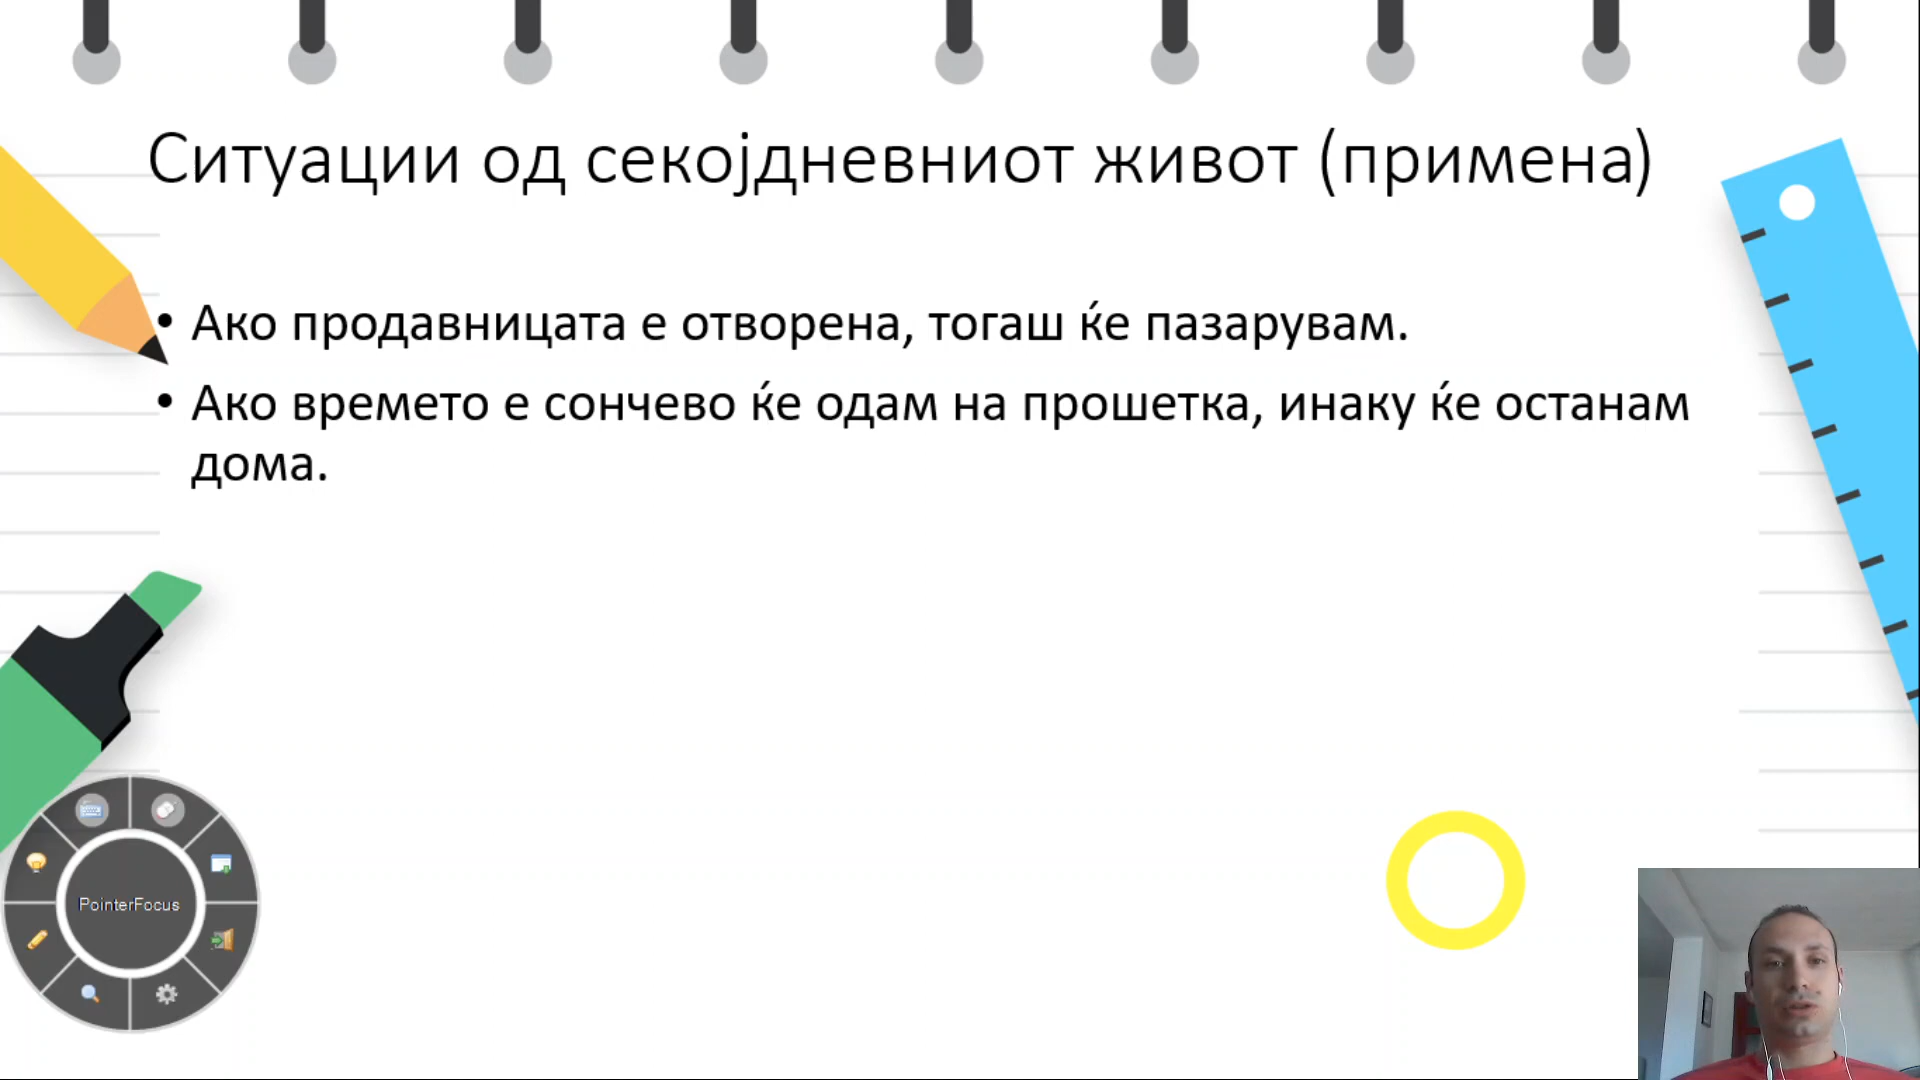 Ситуации од секојдневниот живот (примена)
• Ако продавницата е отворена, тогаш ќе пазарувам.
• Ако времето е сончево ќе одам на прошетка, инаку ќе останам
дома.
PointerFocus